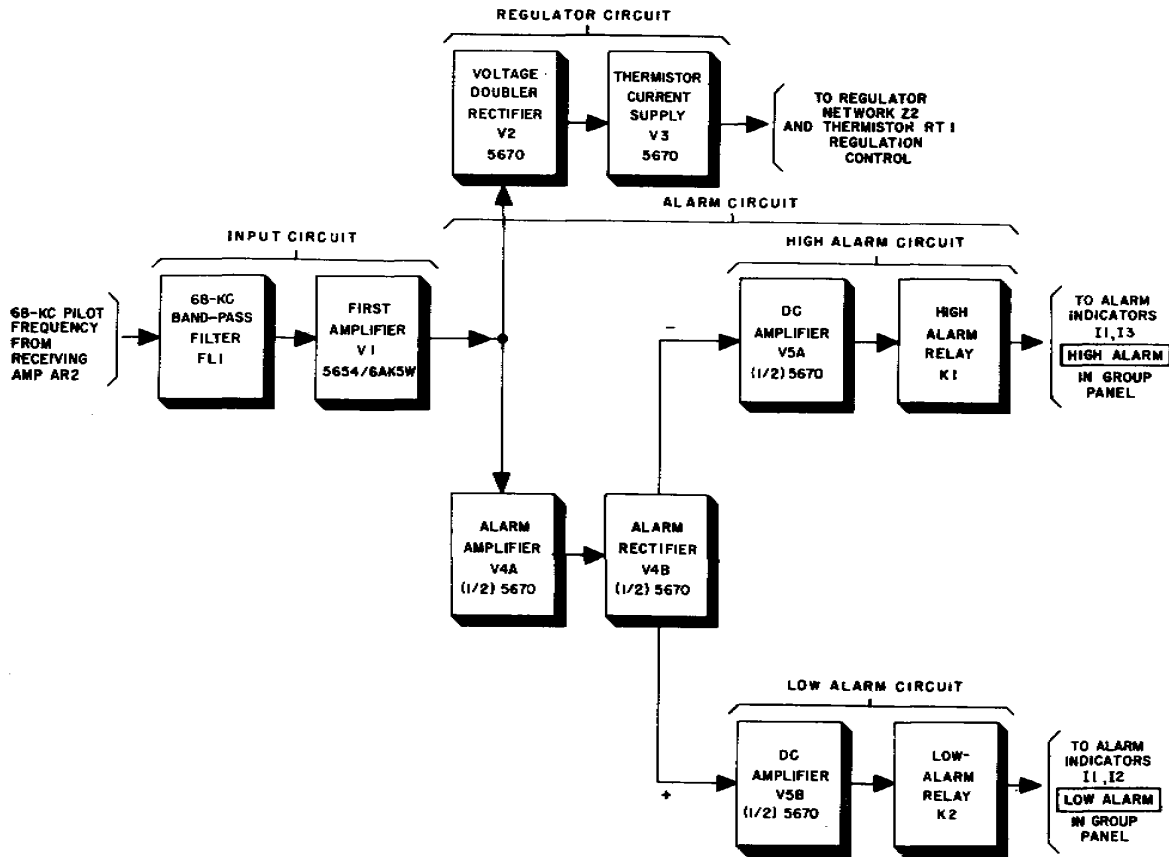 REGULATOR CIRCUIT
VOLTAGE
DOUBLER
RECTIFIER
V2
5670
THERMISTOR
CURRENT
SUPPLY
V3
5670
TO REGULATOR
NETWORK Z2
AND THERMISTOR RT1
REGULATION
CONTROL
ALARM CIRCUIT
INPUT CIRCUIT
HIGH ALARM CIRCUIT
68-KC PILOT
FREQUENCY
FROM
RECEIVING
AMP AR2
68-KC
BAND-PASS
FILTER
FL1
FIRST
AMPLIFIER
V1
5654/6AK5W
–
DC
AMPLIFIER
V5A
(1/2) 5670
HIGH
ALARM
RELAY
K1
TO ALARM
INDICATORS
I1,I3
HIGH ALARM
IN GROUP
PANEL
ALARM
AMPLIFIER
V4A
(1/2) 5670
ALARM
RECTIFIER
V4B
(1/2) 5670
LOW ALARM CIRCUIT
+
DC
AMPLIFIER
V5B
(1/2) 5670
LOW-
ALARM
RELAY
K2
TO ALARM
INDICATORS
I1,I2
LOW ALARM
IN GROUP
PANEL